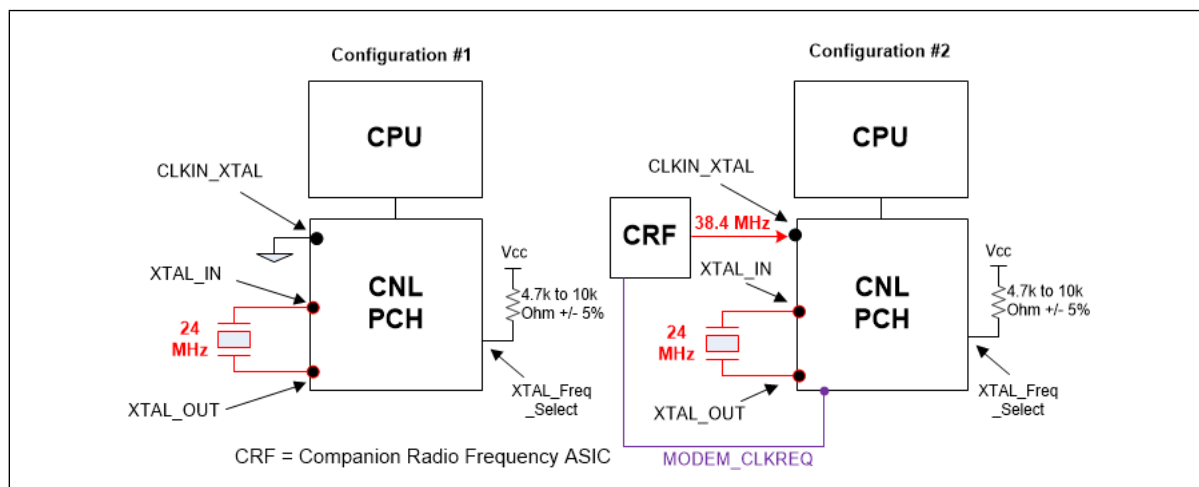 Configuration #1
CPU
CLKIN_XTAL
XTAL_IN
CNL
PCH
Vcc
4.7k to 10k
Ohm +/- 5%
24
MHz
XTAL_OUT
XTAL_Freq
_Select
Configuration #2
CPU
CLKIN_XTAL
CRF
38.4 MHz
XTAL_IN
CNL
PCH
Vcc
4.7k to 10k
Ohm +/- 5%
24
MHz
XTAL_OUT
XTAL_Freq
_Select
CRF = Companion Radio Frequency ASIC
MODEM_CLKREQ